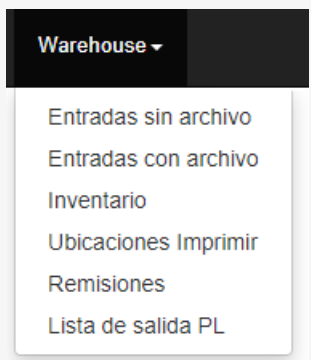 Warehouse
Entradas sin archivo
Entradas con archivo
Inventario
Ubicaciones Imprimir
Remisiones
Lista de salida PL